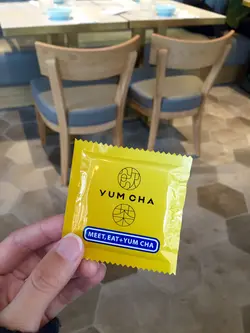 飲
YUM CHA
茶
MEET, EAT & YUM CHA